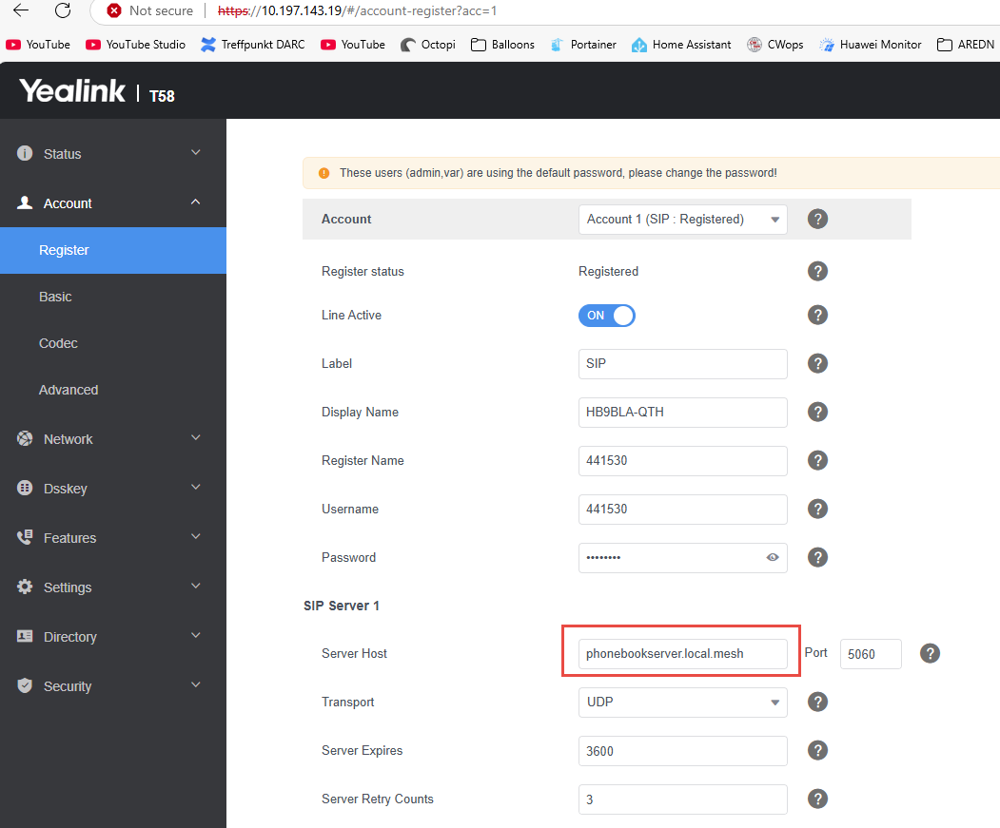 Not secure https://10.197.143.19/#/account-register?acc=1
YouTube YouTube Studio Treffpunkt DARC YouTube Octopi Balloons Portainer Home Assistant CWops Huawei Monitor AREDN
Yealink | T58
Status
These users (admin,var) are using the default password, please change the password!
Account
Account Account 1 (SIP : Registered) ?
Register
Register status Registered ?
Basic
Line Active ON ?
Codec
Label SIP ?
Advanced
Display Name HB9BLA-QTH ?
Network
Register Name 441530 ?
Dsskey
Username 441530 ?
Features
Password •••••••• ?
Settings
SIP Server 1
Directory
Server Host phonebookserver.local.mesh Port 5060 ?
Security
Transport UDP ?
Server Expires 3600 ?
Server Retry Counts 3 ?